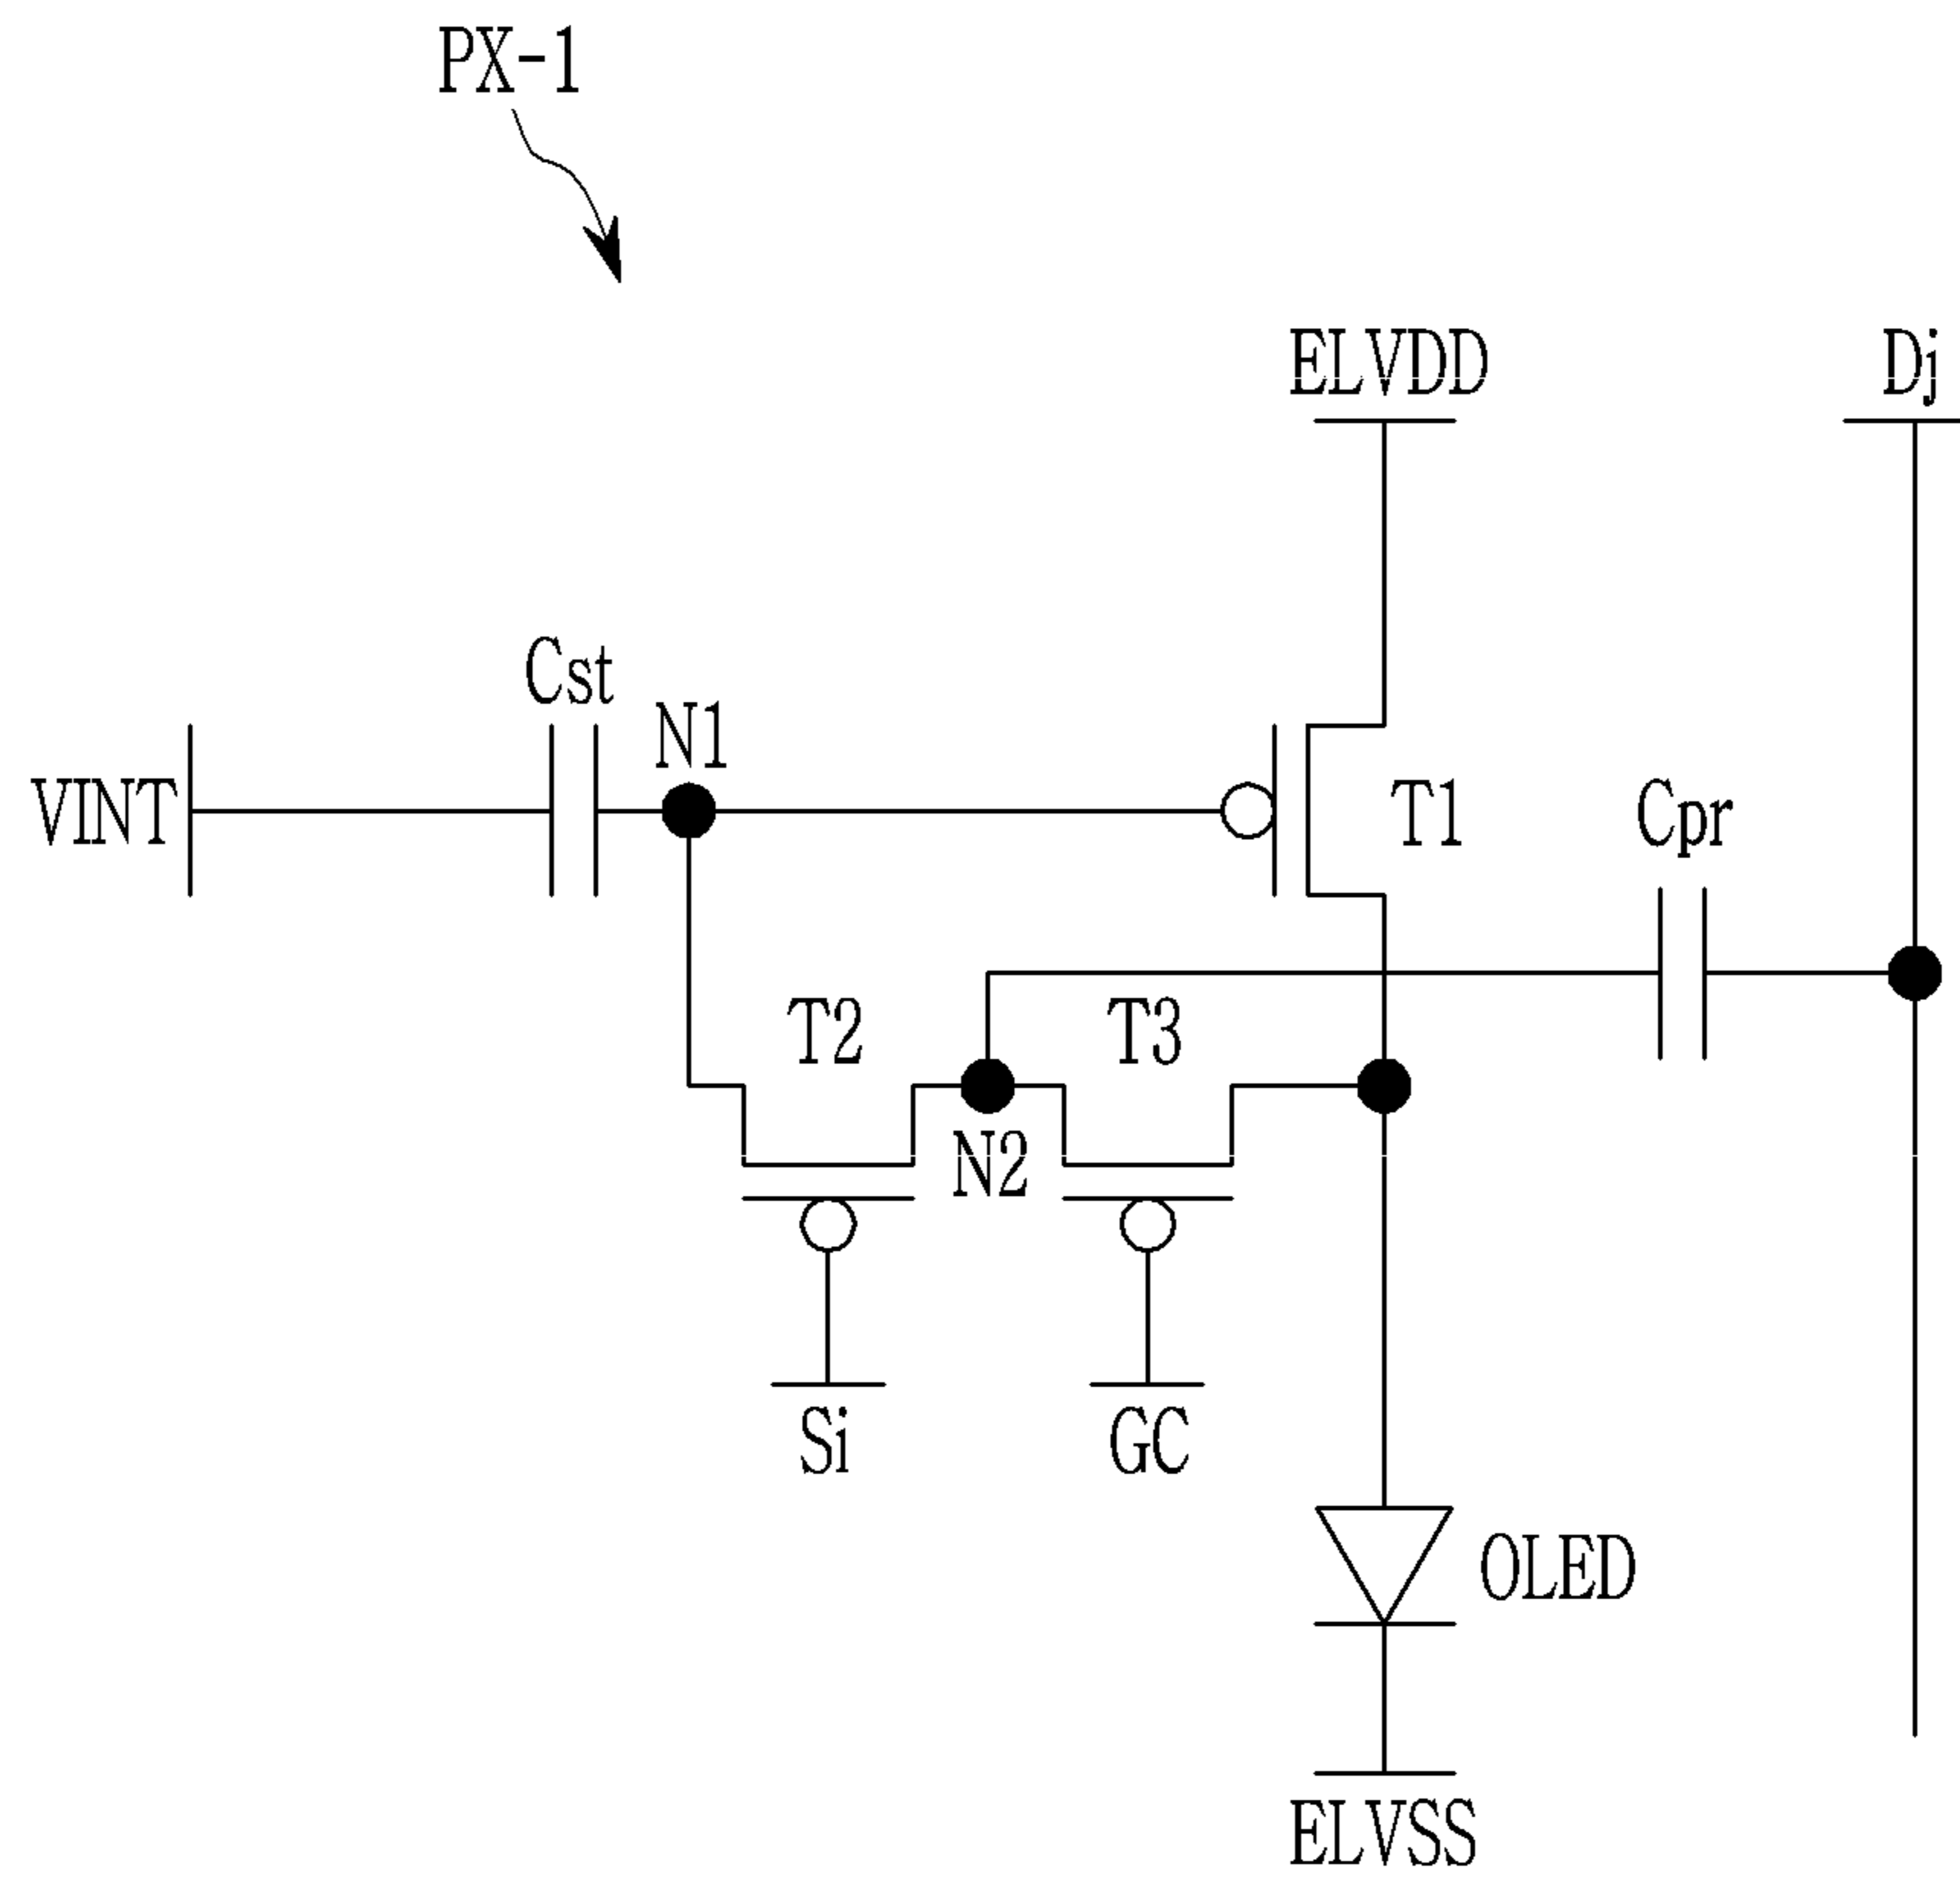 PX-1
ELVDD
Dj
Cst
N1
VINT
T1
Cpr
T2
T3
N2
Si
GC
OLED
ELVSS